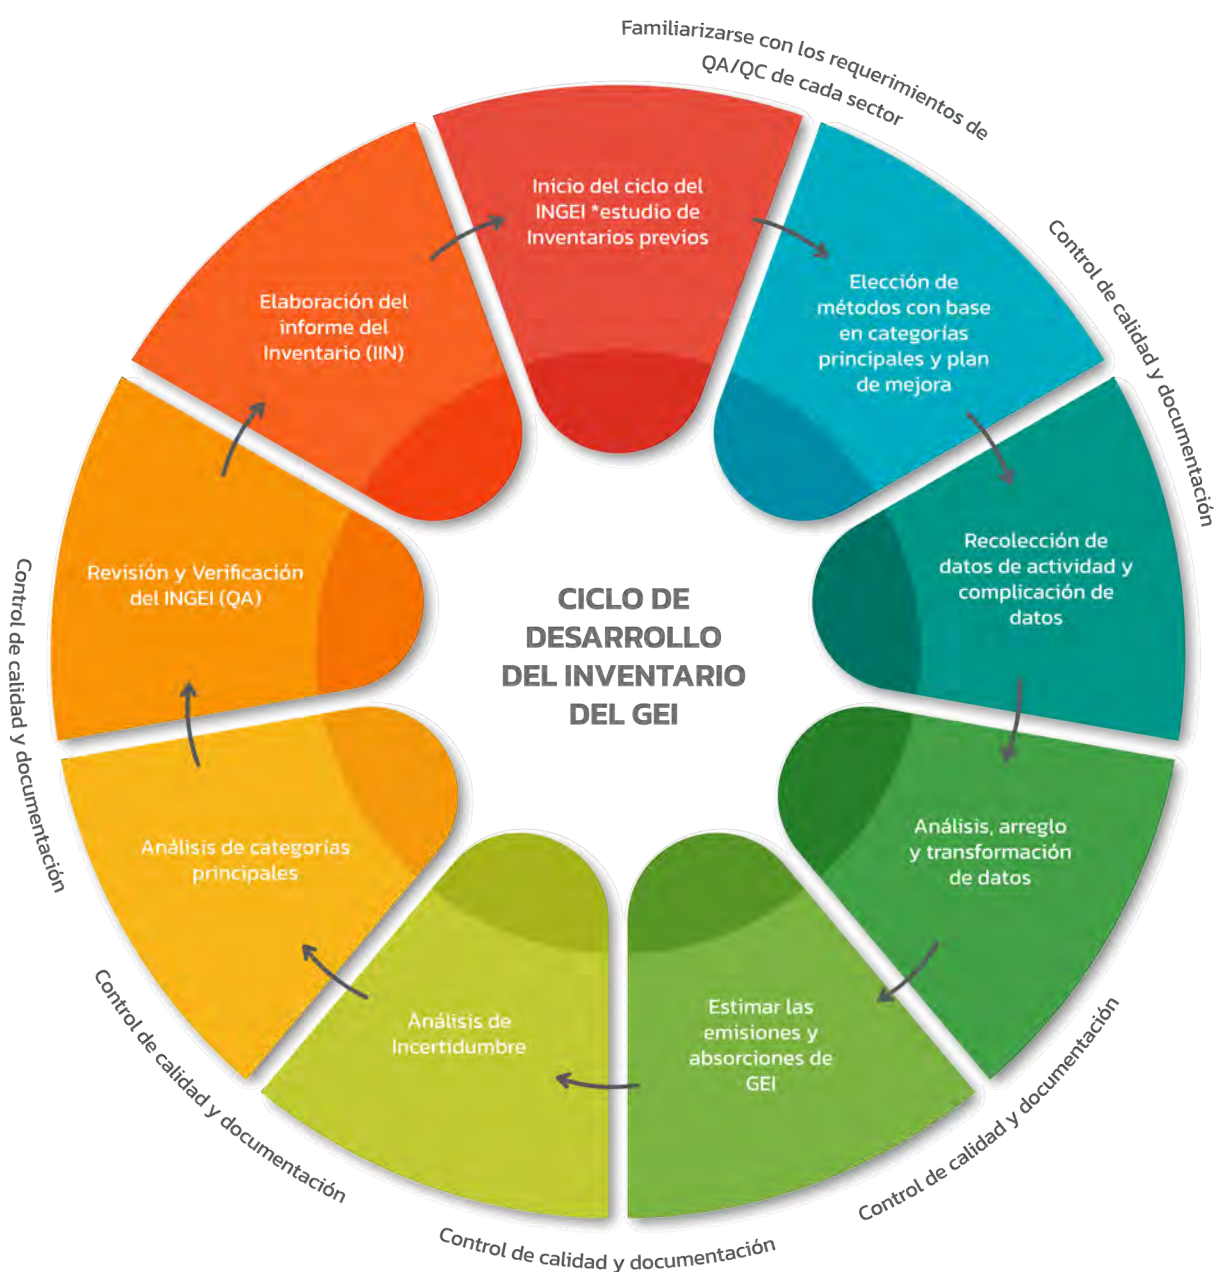 Familiarizarse con los requerimientos de
QA/QC de cada sector
Inicio del ciclo del
INGEI *estudio de
Inventarios previos
Elección de
métodos con base
en categorías
principales y plan
de mejora
Control de calidad y documentación
Recolección de
datos de actividad y
complicación de
datos
Análisis, arreglo
y transformación
de datos
Control de calidad y documentación
Estimar las
emisiones y
absorciones de
GEI
Control de calidad y documentación
Análisis de
Incertidumbre
Control de calidad y documentación
Análisis de categorías
principales
Control de calidad y documentación
Revisión y Verificación
del INGEI (QA)
Elaboración del
informe del
Inventario (IIN)
CICLO DE
DESARROLLO
DEL INVENTARIO
DEL GEI